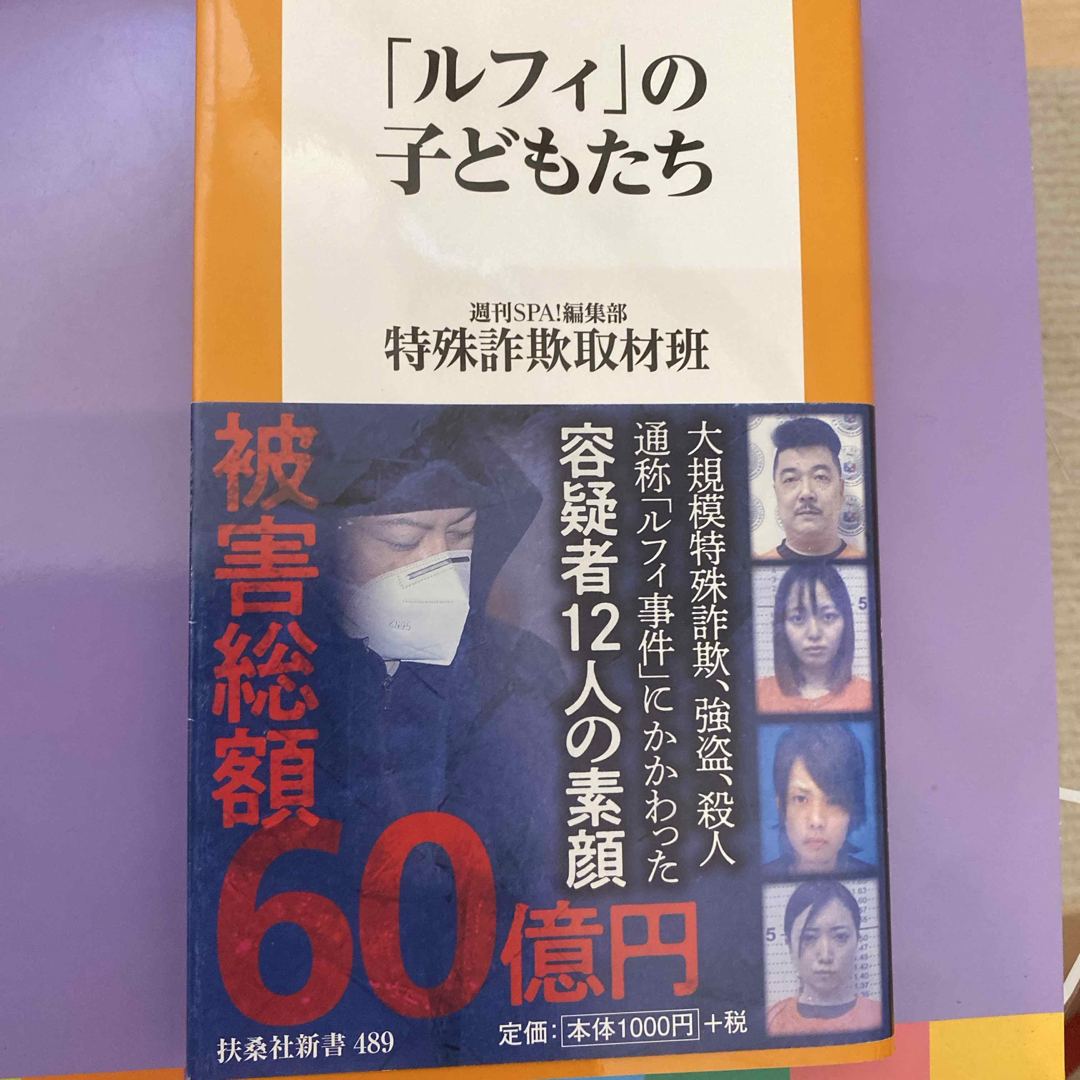 「ルフィ」の
子どもたち
週刊SPA!編集部
特殊詐欺取材班
大規模特殊詐欺、強盗、殺人
通称「ルフィ事件」にかかわった
容疑者12人の素顔
被害総額
60億円
定価:本体1000円+税
扶桑社新書 489